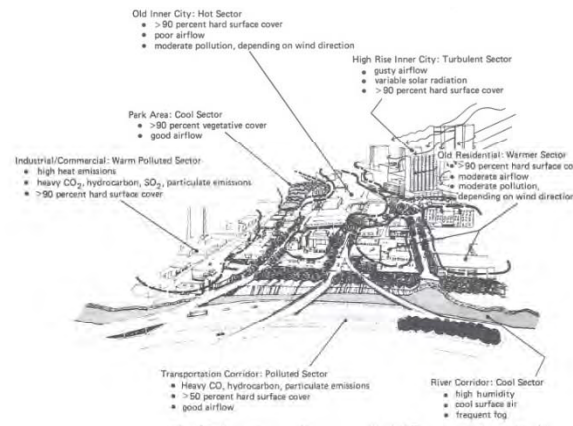 Old Inner City: Hot Sector
• >90 percent hard surface cover
• poor airflow
• moderate pollution, depending on wind direction
High Rise Inner City: Turbulent Sector
• gusty airflow
• variable solar radiation
• >90 percent hard surface cover
Park Area: Cool Sector
• >90 percent vegetative cover
• good airflow
Industrial/Commercial: Warm Polluted Sector
• high heat emissions
• heavy CO₂, hydrocarbon, SO₂, particulate emissions
• >90 percent hard surface cover
Old Residential: Warmer Sector
>90 percent hard surface co
• moderate airflow
• moderate pollution,
depending on wind direction
Transportation Corridor: Polluted Sector
• Heavy CO, hydrocarbon, particulate emissions
• >50 percent hard surface cover
• good airflow
River Corridor: Cool Sector
• high humidity
• cool surface air
• frequent fog